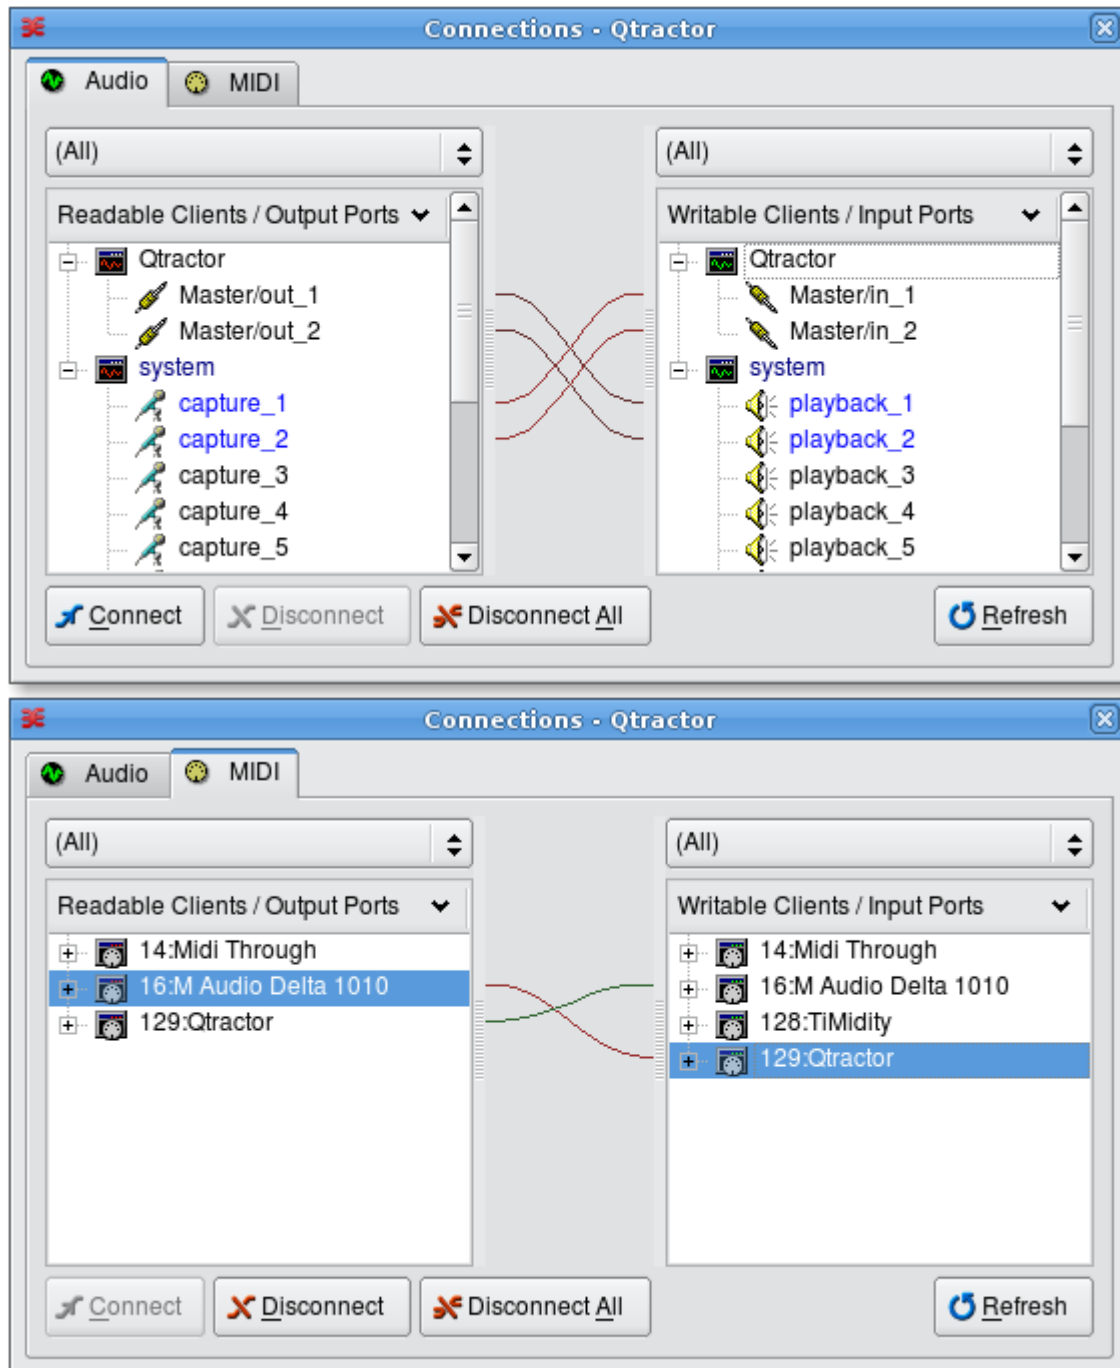 Connections - Qtractor
Audio MIDI
(All) (All)
Readable Clients / Output Ports Writable Clients / Input Ports
Qtractor Qtractor
Master/out_1 Master/in_1
Master/out_2 Master/in_2
system system
capture_1 playback_1
capture_2 playback_2
capture_3 playback_3
capture_4 playback_4
capture_5 playback_5
Connect Disconnect Disconnect All Refresh
Connections - Qtractor
Audio MIDI
(All) (All)
Readable Clients / Output Ports Writable Clients / Input Ports
14:Midi Through 14:Midi Through
16:M Audio Delta 1010 16:M Audio Delta 1010
129:Qtractor 128:TiMidity
129:Qtractor
Connect Disconnect Disconnect All Refresh